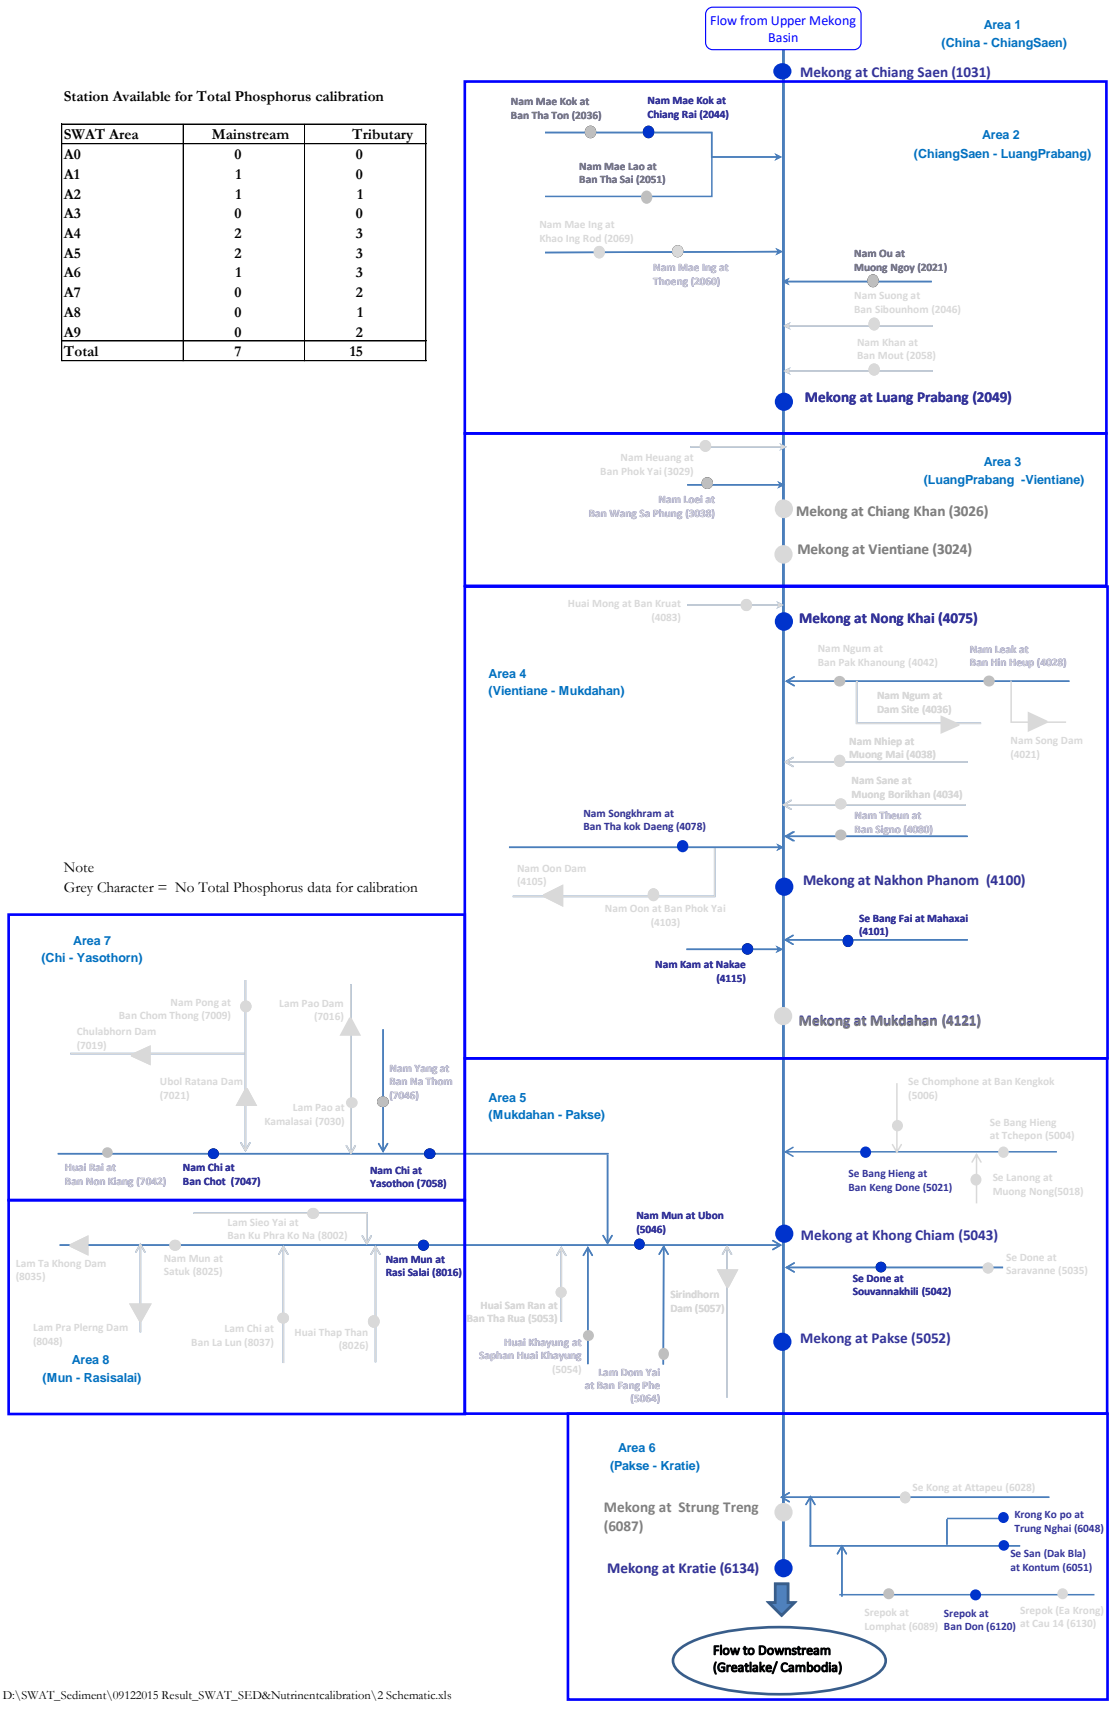 Flow from Upper Mekong
Basin
Area 1
(China - ChiangSaen)
Mekong at Chiang Saen (1031)
Station Available for Total Phosphorus calibration
SWAT Area Mainstream Tributary
A0 0 0
A1 1 0
A2 1 1
A3 0 0
A4 2 3
A5 2 3
A6 1 3
A7 0 2
A8 0 1
A9 0 2
Total 7 15
Nam Mae Kok at
Ban Tha Ton (2036)
Nam Mae Kok at
Chiang Rai (2044)
Area 2
(ChiangSaen - LuangPrabang)
Nam Mae Lao at
Ban Tha Sai (2051)
Nam Mae Ing at
Khao Ing Rod (2069)
Nam Mae Ing at
Thoeng (2060)
Nam Ou at
Muong Ngoy (2021)
Nam Suong at
Ban Sibounhom (2046)
Nam Khan at
Ban Mout (2058)
Mekong at Luang Prabang (2049)
Nam Heuang at
Ban Phok Yai (3029)
Area 3
(LuangPrabang -Vientiane)
Nam Loei at
Ban Wang Sa Phung (3038)
Mekong at Chiang Khan (3026)
Mekong at Vientiane (3024)
Huai Mong at Ban Kruat
(4083)
Mekong at Nong Khai (4075)
Area 4
(Vientiane - Mukdahan)
Nam Ngum at
Ban Pak Khanoung (4042)
Nam Leak at
Ban Hin Heup (4028)
Nam Ngum at
Dam Site (4036)
Nam Song Dam
(4021)
Nam Nhiep at
Muong Mai (4038)
Nam Sane at
Muong Borikhan (4034)
Nam Theun at
Ban Signo (4080)
Nam Songkhram at
Ban Tha kok Daeng (4078)
Nam Oon Dam
(4105)
Nam Oon at Ban Phok Yai
(4103)
Mekong at Nakhon Phanom (4100)
Se Bang Fai at Mahaxai
(4101)
Nam Kam at Nakae
(4115)
Mekong at Mukdahan (4121)
Note
Grey Character = No Total Phosphorus data for calibration
Area 7
(Chi - Yasothorn)
Nam Pong at
Ban Chom Thong (7009)
Lam Pao Dam
(7016)
Chulabhorn Dam
(7019)
Ubol Ratana Dam
(7021)
Nam Yang at
Ban Na Thom
(7046)
Lam Pao at
Kamalasai (7030)
Huai Rai at
Ban Non Kiang (7042)
Nam Chi at
Ban Chot (7047)
Nam Chi at
Yasothon (7058)
Area 5
(Mukdahan - Pakse)
Se Chomphone at Ban Kengkok
(5006)
Se Bang Hieng
at Tchepon (5004)
Se Bang Hieng at
Ban Keng Done (5021)
Se Lanong at
Muong Nong(5018)
Nam Mun at Ubon
(5046)
Mekong at Khong Chiam (5043)
Se Done at
Saravanne (5035)
Se Done at
Souvannakhili (5042)
Sirindhorn
Dam (5057)
Huai Sam Ran at
Ban Tha Rua (5053)
Huai Khayung at
Saphan Huai Khayung
(5054)
Lam Dom Yai
at Ban Fang Phe
(5064)
Mekong at Pakse (5052)
Lam Sieo Yai at
Ban Ku Phra Ko Na (8002)
Lam Ta Khong Dam
(8035)
Nam Mun at
Satuk (8025)
Nam Mun at
Rasi Salai (8016)
Lam Pra Plerng Dam
(8048)
Lam Chi at
Ban La Lun (8037)
Huai Thap Than
(8026)
Area 8
(Mun - Rasisalai)
Area 6
(Pakse - Kratie)
Se Kong at Attapeu (6028)
Mekong at Strung Treng
(6087)
Krong Ko po at
Trung Nghai (6048)
Se San (Dak Bla)
at Kontum (6051)
Mekong at Kratie (6134)
Srepok at
Lomphat (6089)
Srepok at
Ban Don (6120)
Srepok (Ea Krong)
at Cau 14 (6130)
Flow to Downstream
(Greatlake/ Cambodia)
D:\SWAT_Sediment\09122015 Result_SWAT_SED&Nutrinentcalibration\2 Schematic.xls